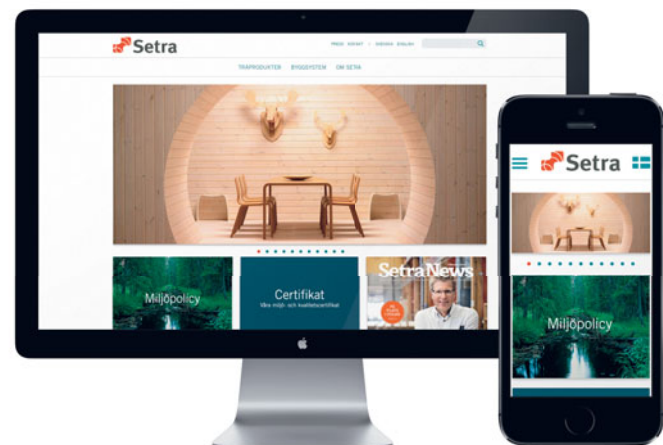 Setra
PRESS KONTAKT | SVENSKA ENGLISH
TRÄPRODUKTER BYGGSYSTEM OM SETRA
Miljöpolicy
Certifikat
Våra miljö- och kvalitetscertifikat
SetraNews
Setra
Miljöpolicy